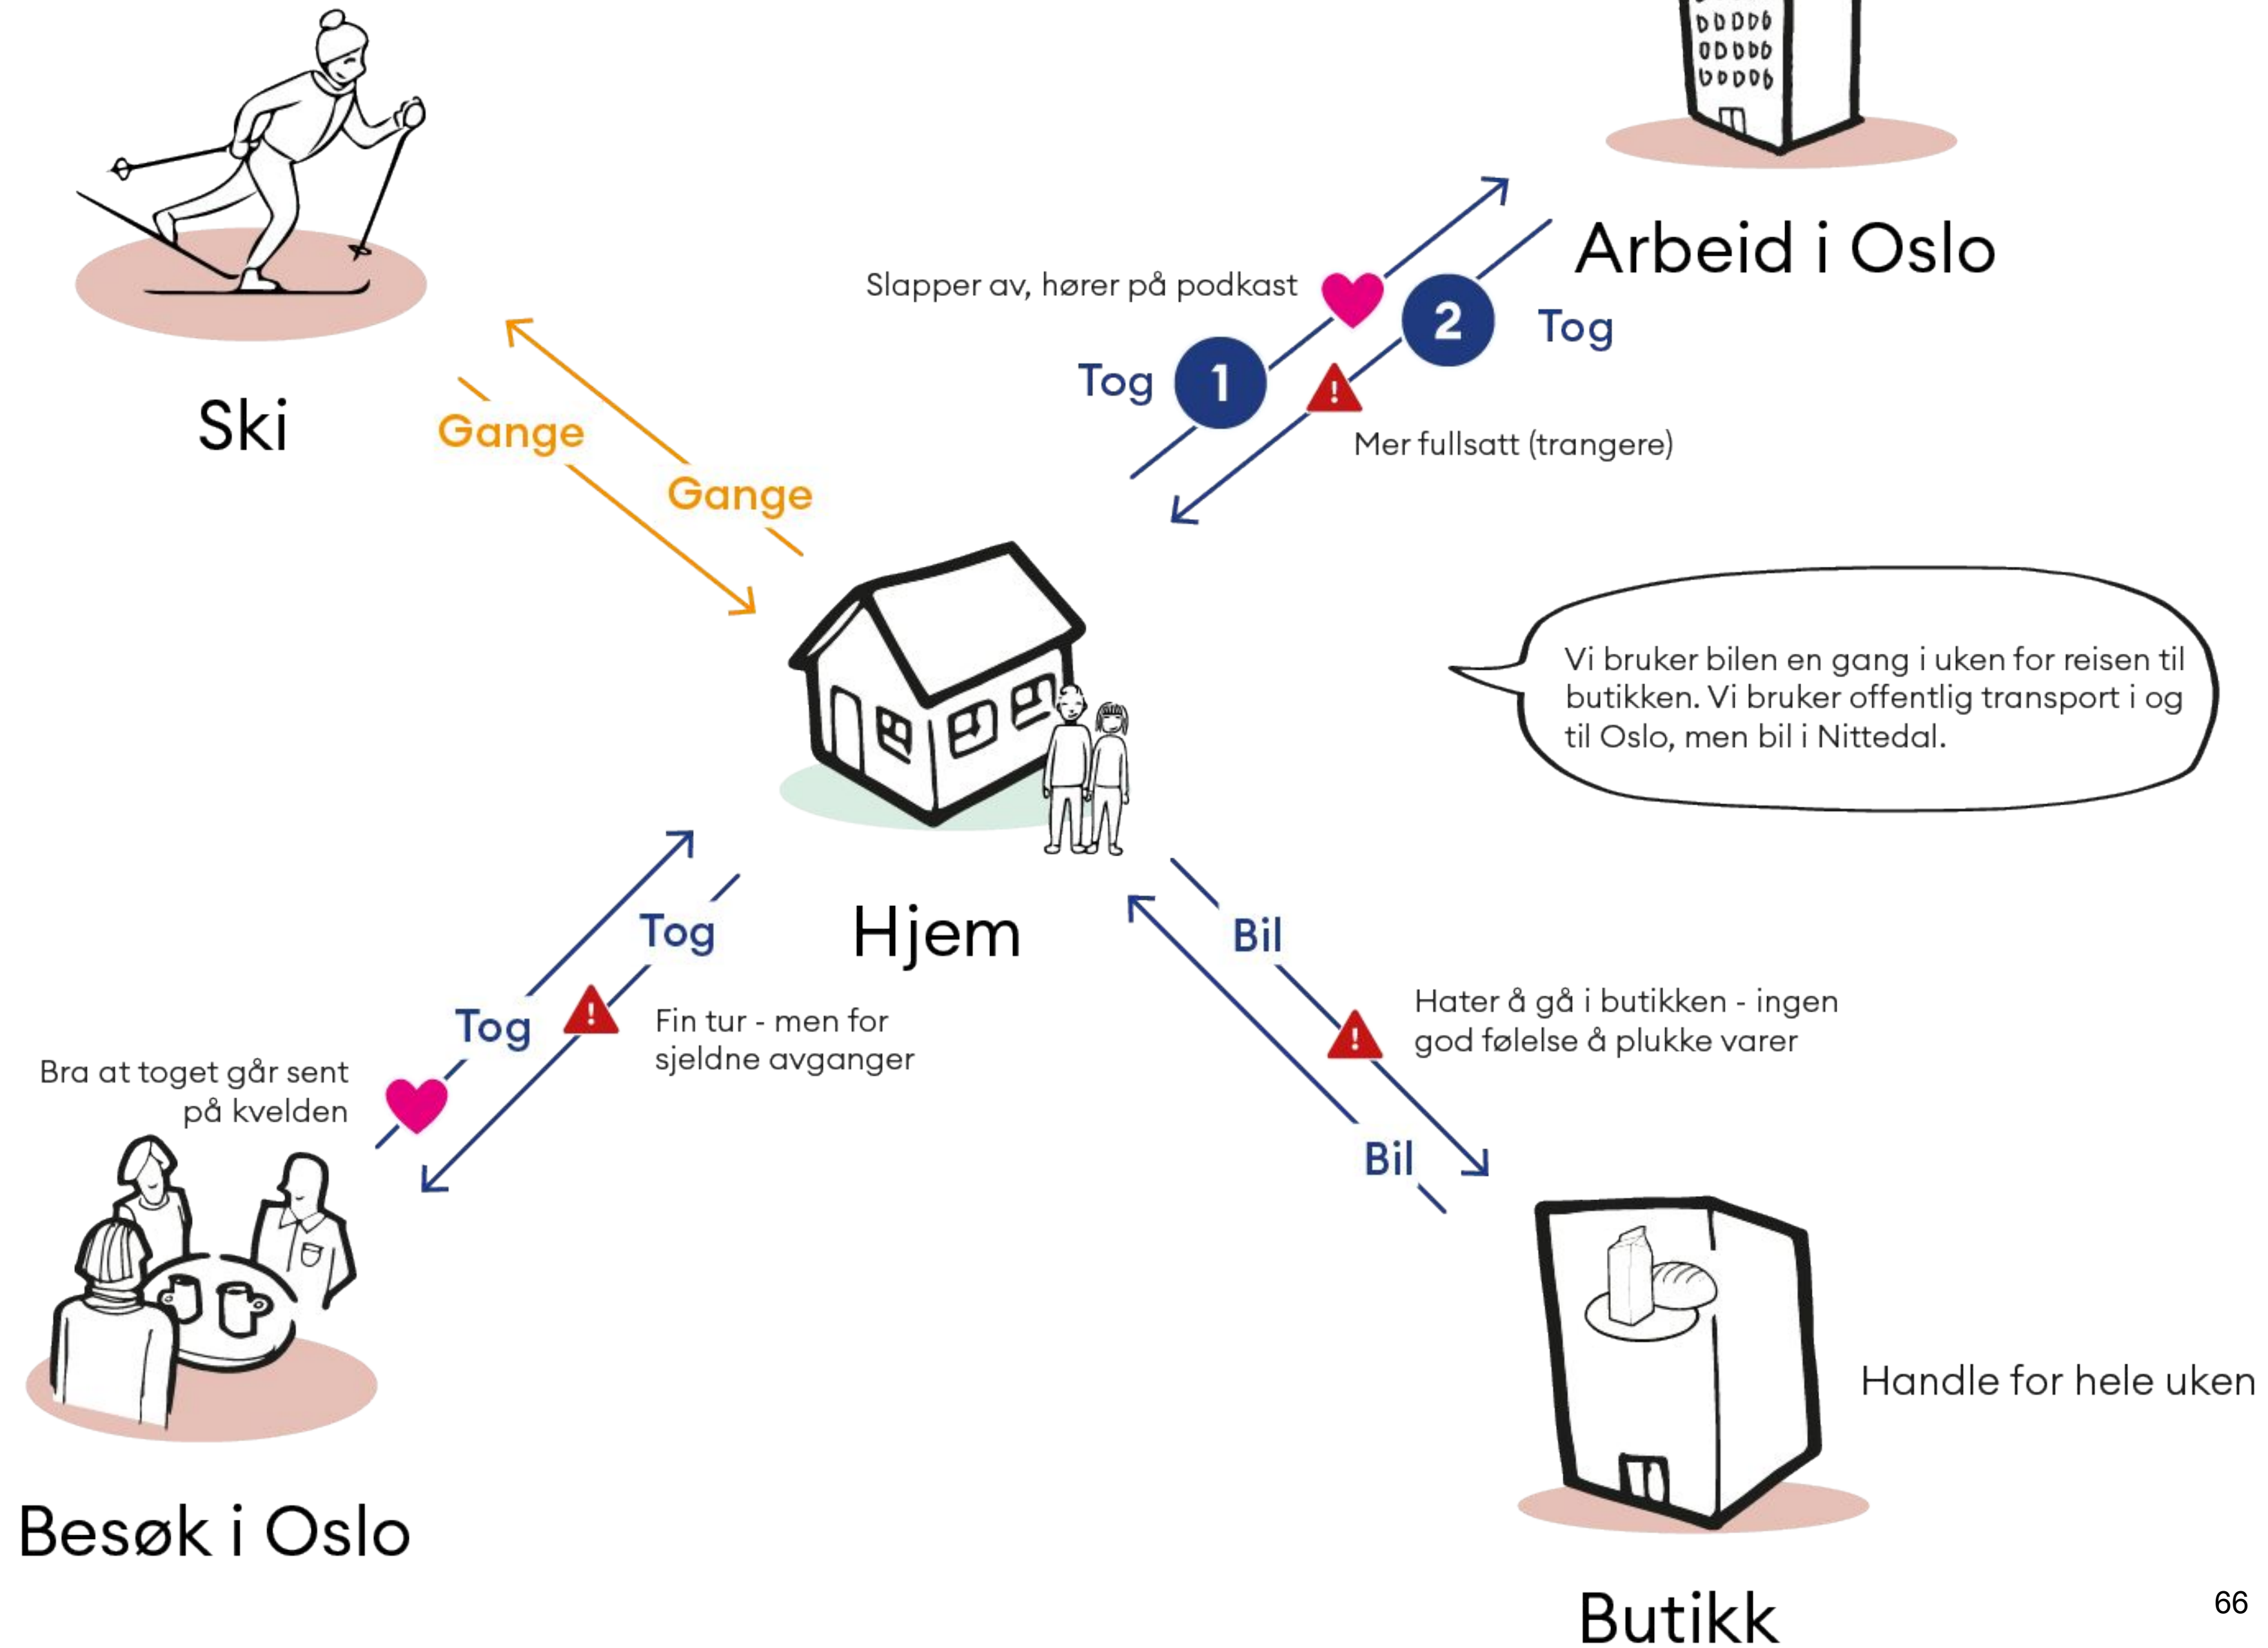 Arbeid i Oslo
Slapper av, hører på podkast
2
Tog
Tog
1
Ski
Gange
Mer fullsatt (trangere)
Gange
Vi bruker bilen en gang i uken for reisen til
butikken. Vi bruker offentlig transport i og
til Oslo, men bil i Nittedal.
Hjem
Tog
Bil
Tog
Fin tur - men for
sjeldne avganger
Hater å gå i butikken - ingen
god følelse å plukke varer
Bra at toget går sent
på kvelden
Bil
Handle for hele uken
Besøk i Oslo
Butikk
66